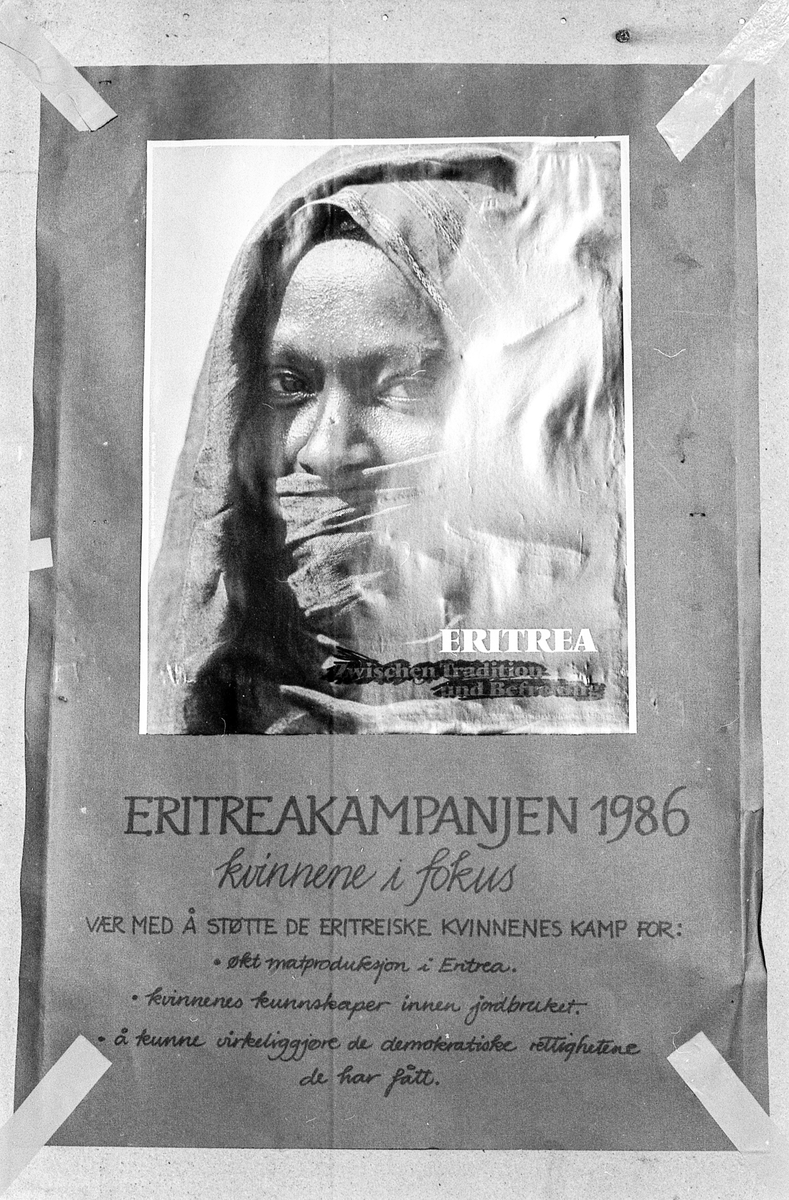 ERITREA
Zwischen Tradition
und Befreiung
ERITREAKAMPANJEN 1986
kvinnene i fokus
VÆR MED Å STØTTE DE ERITREISKE KVINNENES KAMP FOR:
• økt matproduksjon i Eritrea.
• kvinnenes kunnskaper innen jordbruket.
• å kunne virkeliggjøre de demokratiske rettighetene
de har fått.